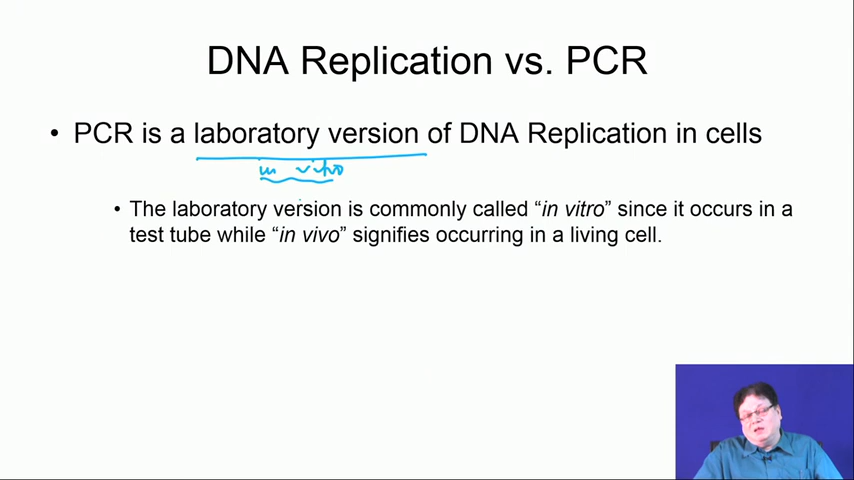 DNA Replication vs. PCR
• PCR is a laboratory version of DNA Replication in cells
in vitro
• The laboratory version is commonly called “in vitro” since it occurs in a
test tube while “in vivo” signifies occurring in a living cell.